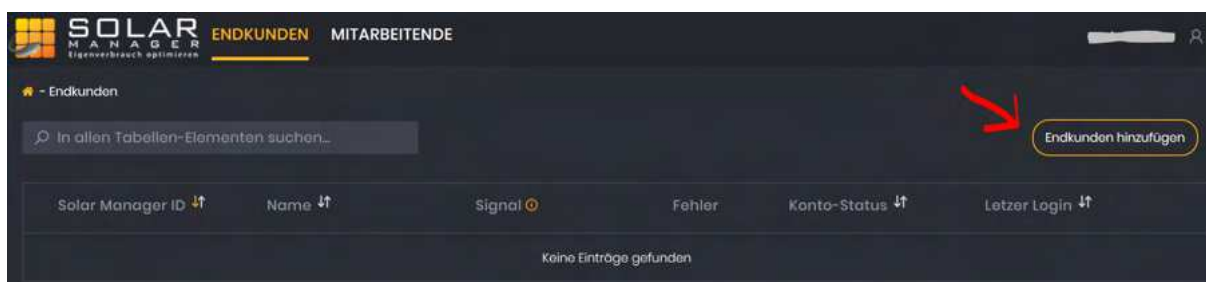 SOLAR
MANAGER
Eigenverbrauch optimieren
ENDKUNDEN MITARBEITENDE
- Endkunden
In allen Tabellen-Elementen suchen...
Endkunden hinzufügen
Solar Manager ID Name Signal Fehler Konto-Status Letzer Login
Keine Einträge gefunden